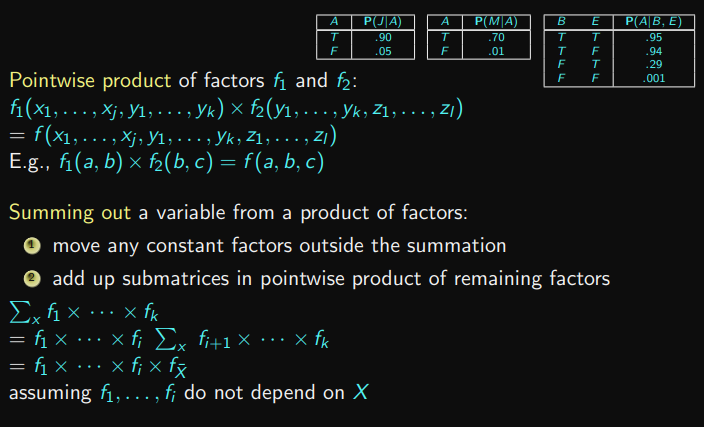 A P(J|A)
T .90
F .05
A P(M|A)
T .70
F .01
B E P(A|B, E)
T T .95
T F .94
F T .29
F F .001
Pointwise product of factors f₁ and f₂:
f₁(x₁, . . . , xⱼ, y₁, . . . , yₖ) × f₂(y₁, . . . , yₖ, z₁, . . . , zₗ)
= f(x₁, . . . , xⱼ, y₁, . . . , yₖ, z₁, . . . , zₗ)
E.g., f₁(a, b) × f₂(b, c) = f(a, b, c)
Summing out a variable from a product of factors:
1 move any constant factors outside the summation
2 add up submatrices in pointwise product of remaining factors
∑ₓ f₁ × · · · × fₖ
= f₁ × · · · × fᵢ ∑ₓ fᵢ₊₁ × · · · × fₖ
= f₁ × · · · × fᵢ × f_X̄
assuming f₁, . . . , fᵢ do not depend on X